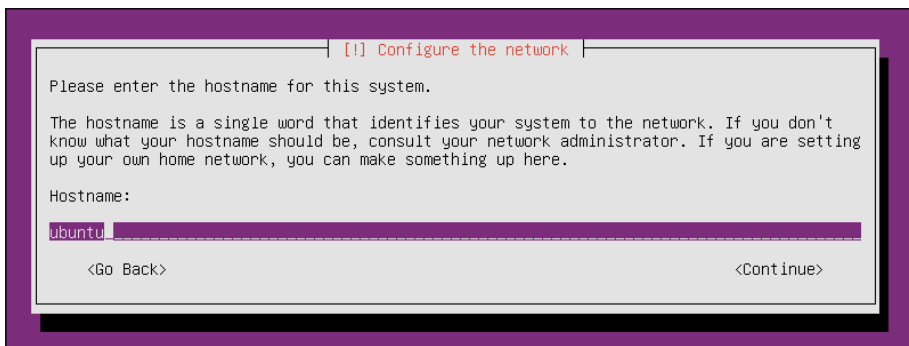 [!] Configure the network
Please enter the hostname for this system.
The hostname is a single word that identifies your system to the network. If you don't
know what your hostname should be, consult your network administrator. If you are setting
up your own home network, you can make something up here.
Hostname:
ubuntu
<Go Back> <Continue>